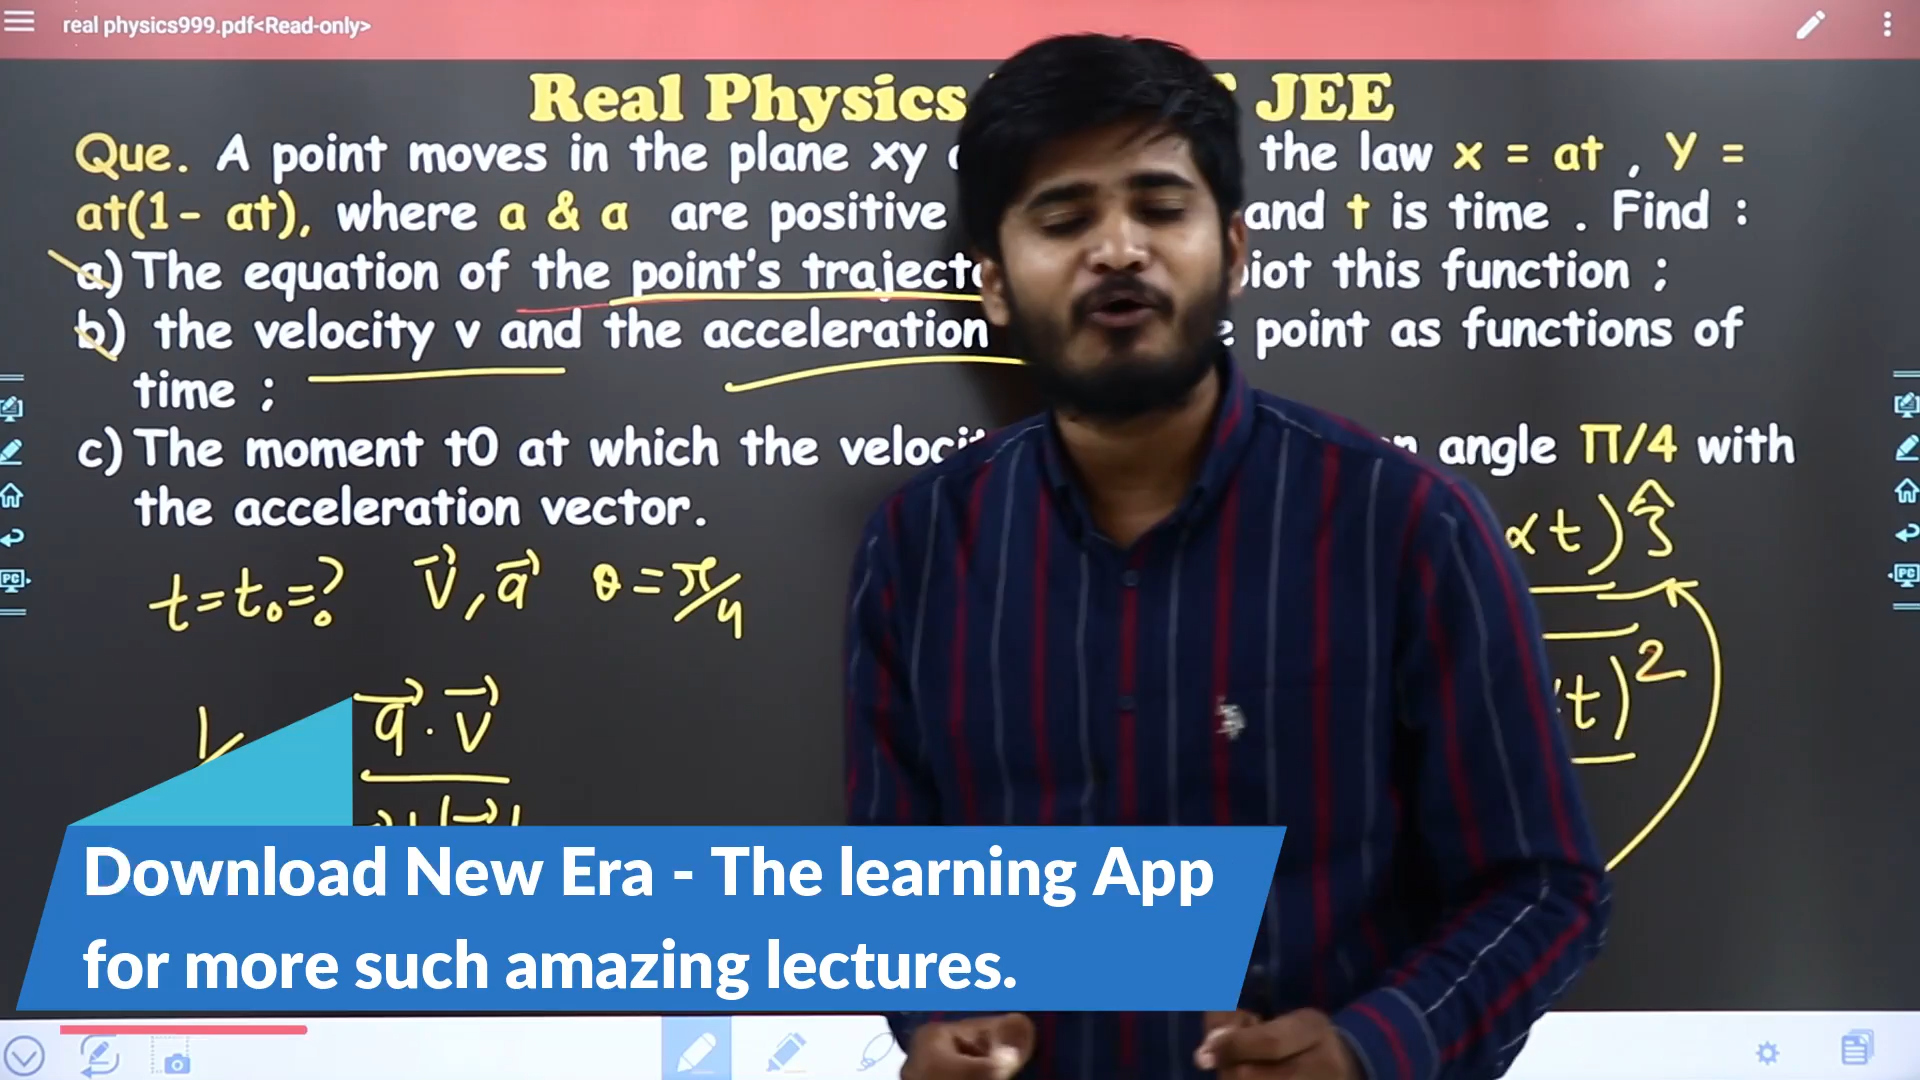 real physics999.pdf<Read-only>
Real Physics JEE
Que. A point moves in the plane xy the law x = at , Y =
at(1- at), where a & a are positive and t is time . Find :
a) The equation of the point's piot this function ;
b) the velocity v and the acceleration point as functions of
time ;
c) The moment t0 at which the angle Π/4 with
the acceleration vector.
t=t₀=? v⃗, a⃗ θ=π/4
αt)ĵ
t)²
a⃗ . v⃗
Download New Era - The learning App
for more such amazing lectures.